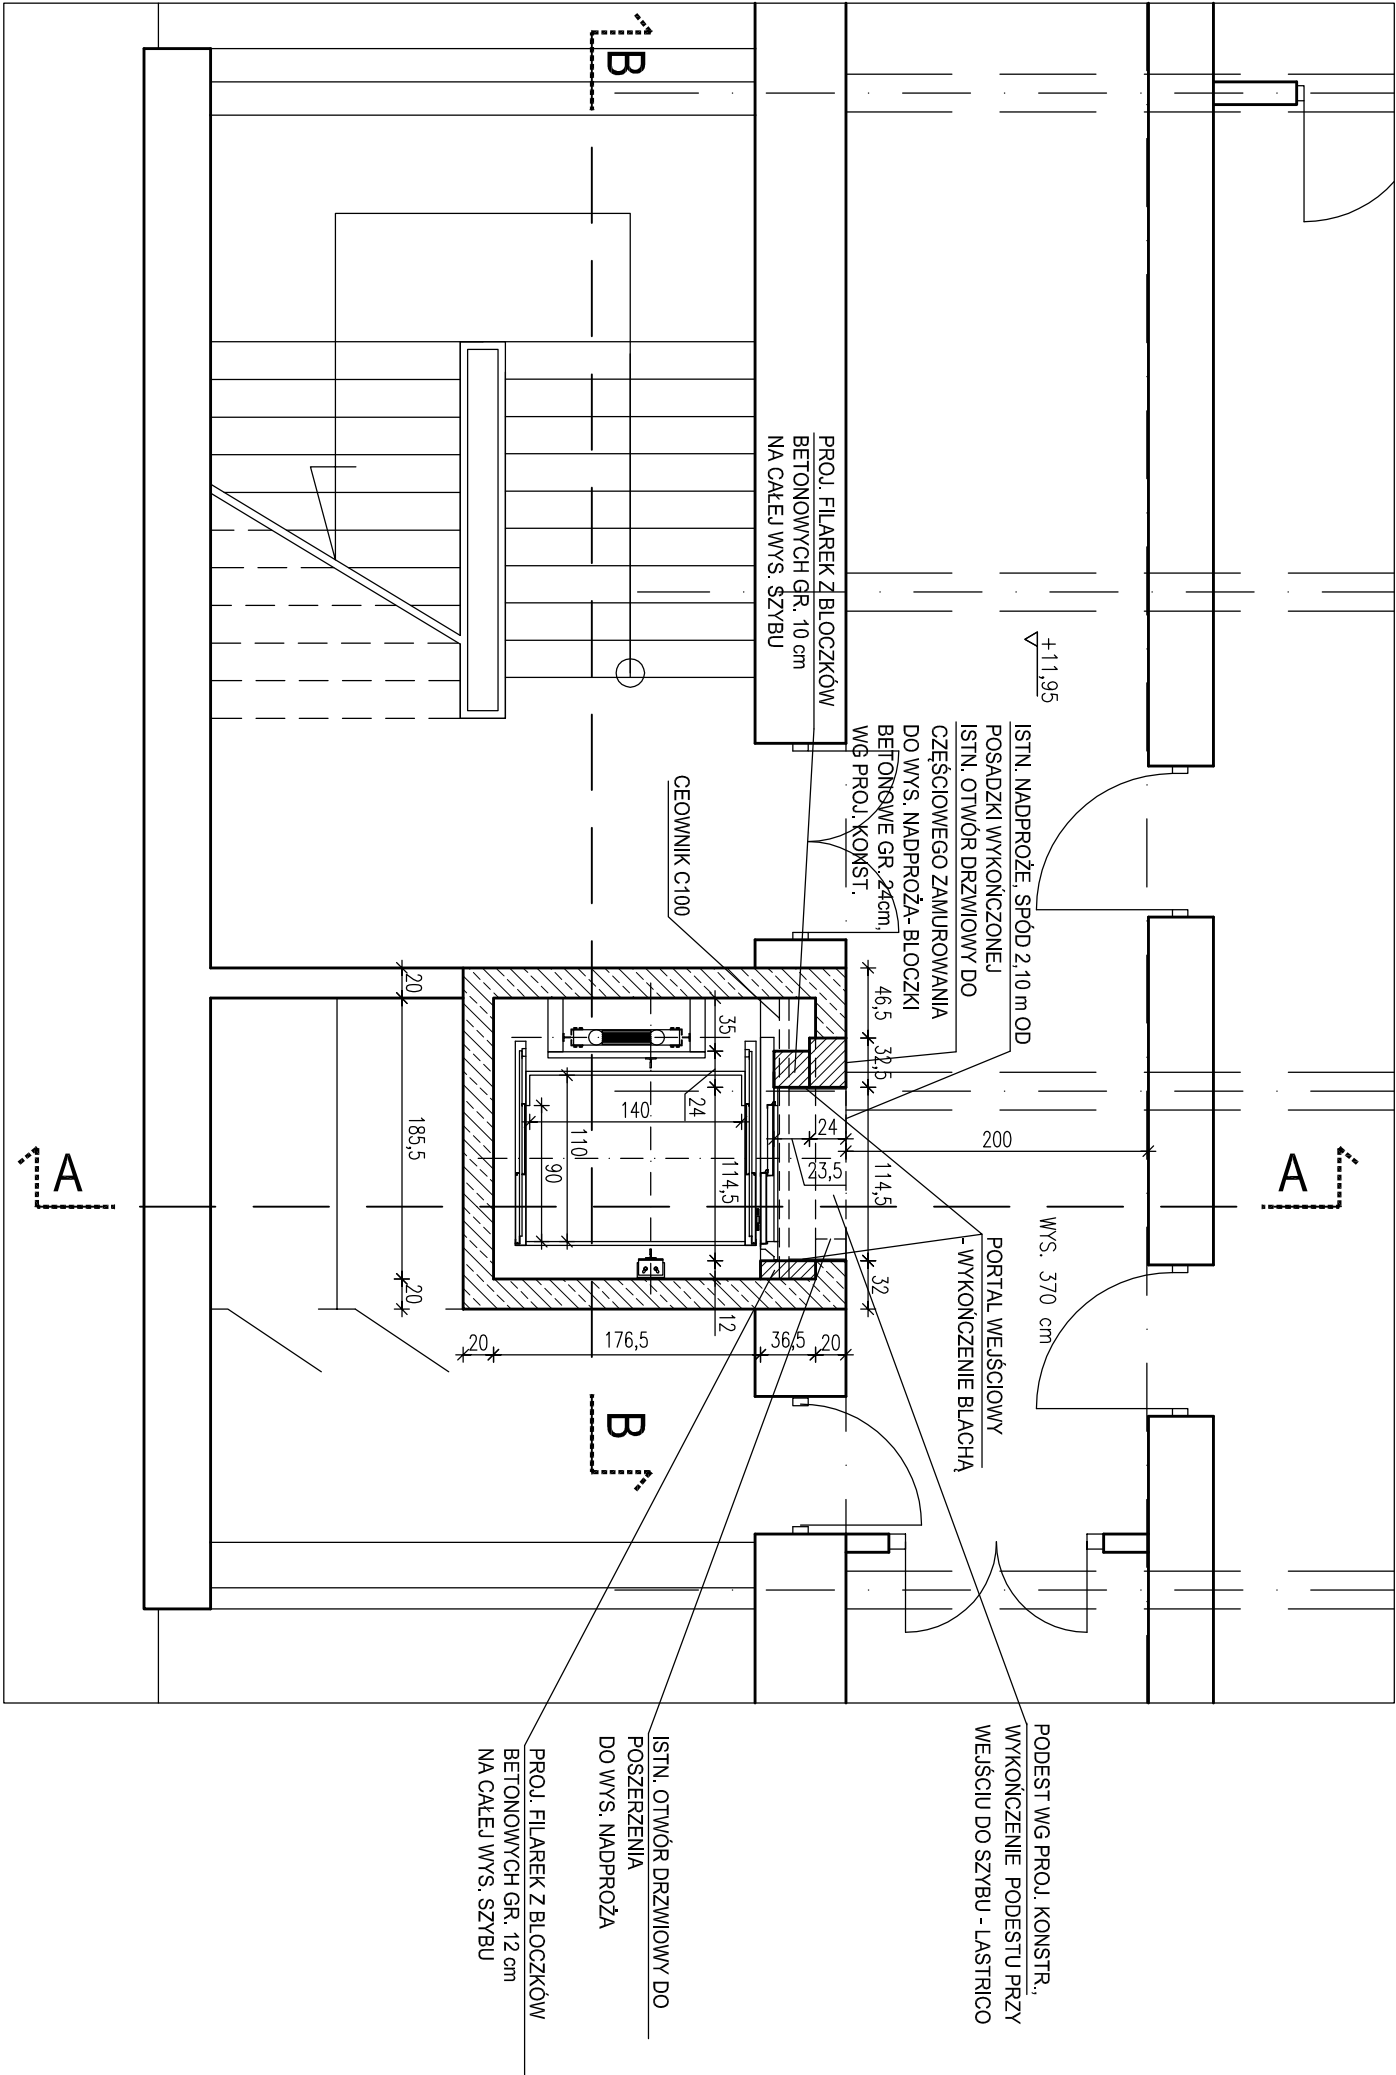 B
PROJ. FILAREK Z BLOCZKÓW
BETONOWYCH GR. 10 cm
NA CAŁEJ WYS. SZYBU
+11,95
ISTN. NADPROŻE, SPÓD 2,10 m OD
POSADZKI WYKOŃCZONEJ
ISTN. OTWÓR DRZWIOWY DO
CZĘŚCIOWEGO ZAMUROWANIA
DO WYS. NADPROŻA- BLOCZKI
BETONOWE GR. 24cm,
WG PROJ. KONST.
CEOWNIK C100
20
46,5
35
32,5
24
140
24
200
185,5
110
90
114,5
23,5
114,5
A
A
WYS. 370 cm
PORTAL WEJŚCIOWY
- WYKOŃCZENIE BLACHĄ
20
12
32
20
176,5
36,5
20
B
PODEST WG PROJ. KONSTR.,
WYKOŃCZENIE PODESTU PRZY
WEJŚCIU DO SZYBU - LASTRICO
ISTN. OTWÓR DRZWIOWY DO
POSZERZENIA
DO WYS. NADPROŻA
PROJ. FILAREK Z BLOCZKÓW
BETONOWYCH GR. 12 cm
NA CAŁEJ WYS. SZYBU